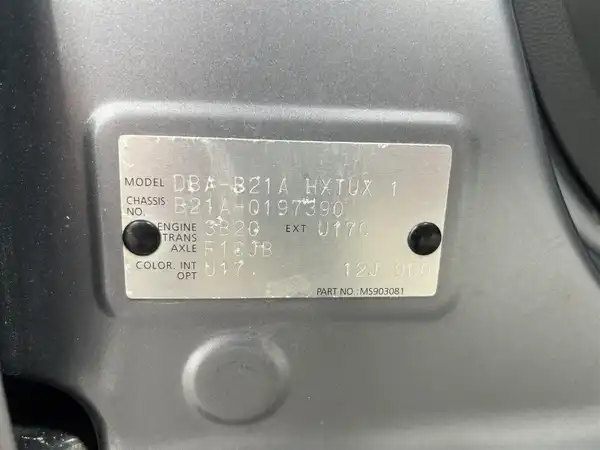 MODEL DBA-B21A HXTUX 1
CHASSIS NO. B21A-0197390
ENGINE 3B20 EXT U17C
TRANS
AXLE F1CJB
COLOR. INT U17.
OPT 12J
PART NO : MS903081